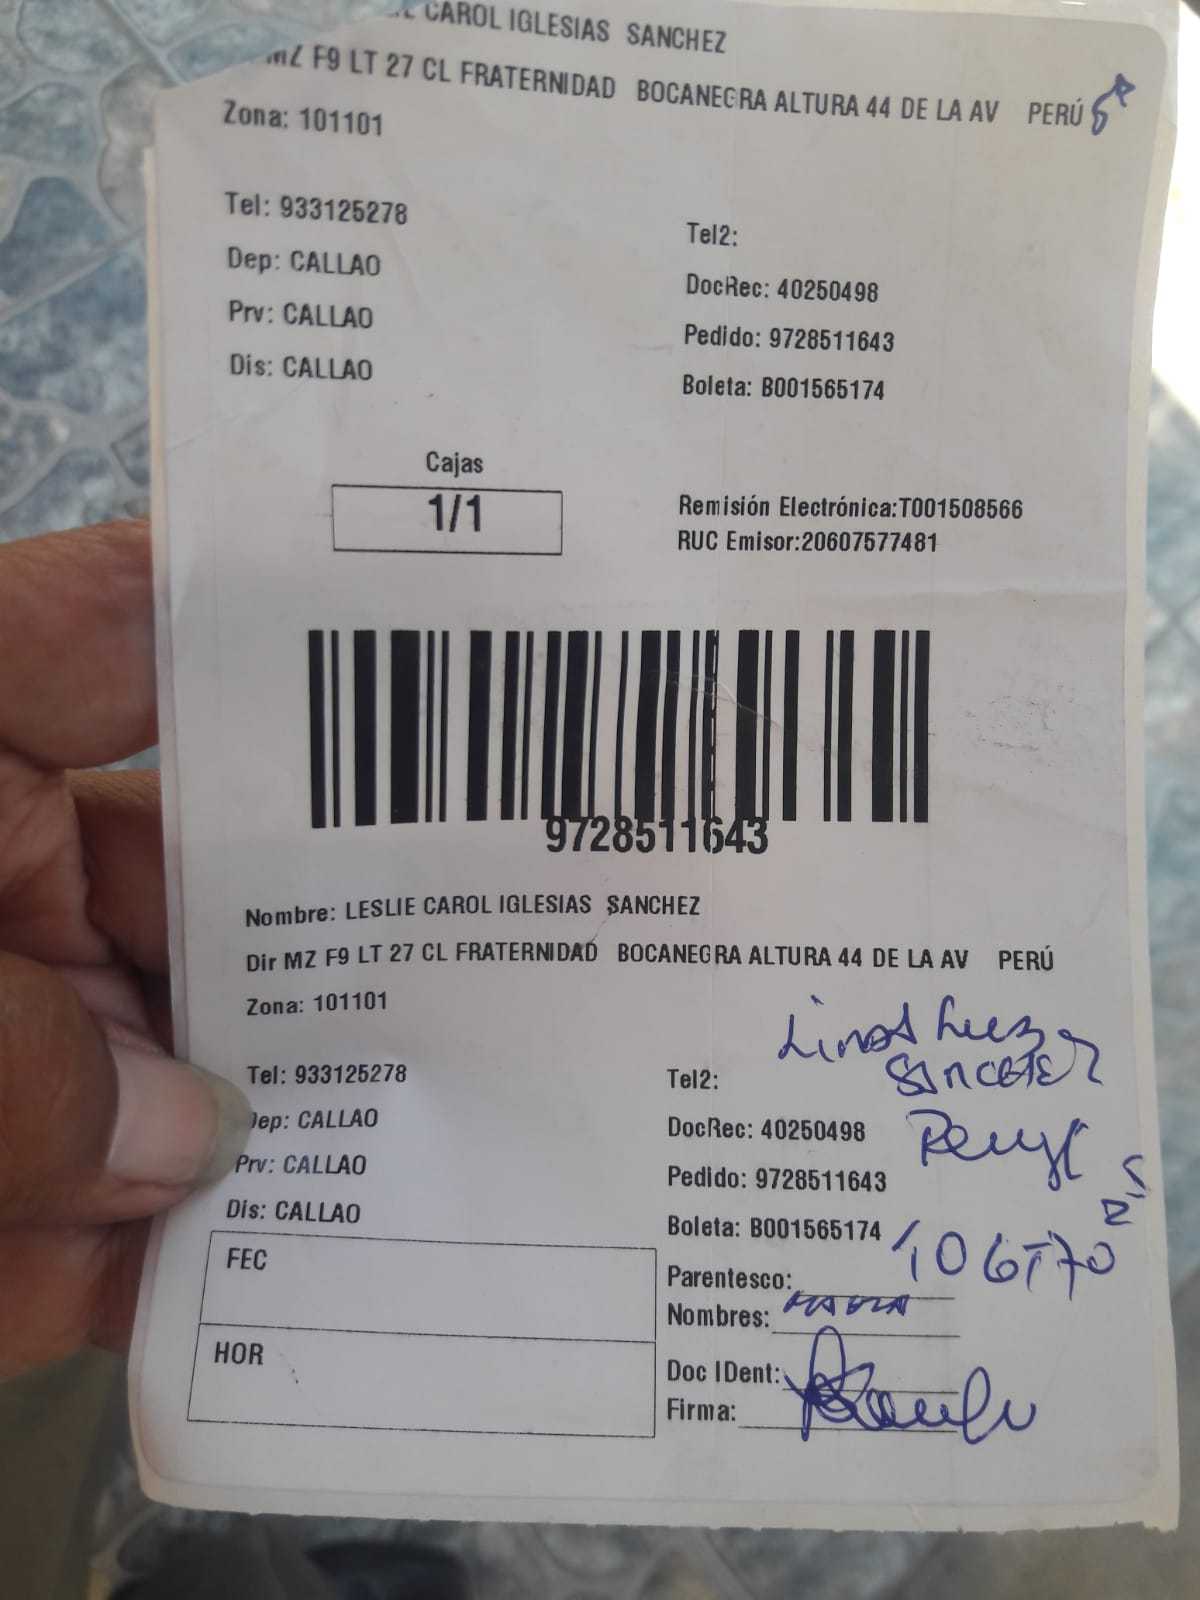 CAROL IGLESIAS SANCHEZ
MZ F9 LT 27 CL FRATERNIDAD BOCANEGRA ALTURA 44 DE LA AV PERÚ
Zona: 101101
Tel: 933125278
Tel2:
Dep: CALLAO
DocRec: 40250498
Prv: CALLAO
Pedido: 9728511643
Dis: CALLAO
Boleta: B001565174
Cajas
1/1
Remisión Electrónica:T001508566
RUC Emisor:20607577481
9728511643
Nombre: LESLIE CAROL IGLESIAS SANCHEZ
Dir MZ F9 LT 27 CL FRATERNIDAD BOCANEGRA ALTURA 44 DE LA AV PERÚ
Zona: 101101
Tel: 933125278
Tel2:
Dep: CALLAO
DocRec: 40250498
Prv: CALLAO
Pedido: 9728511643
Dis: CALLAO
Boleta: B001565174
FEC
Parentesco:
Nombres:
HOR
Doc IDent:
Firma: